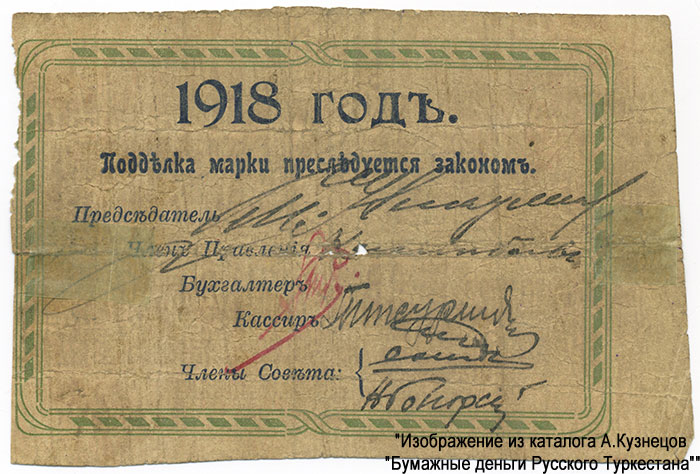 1918 годъ.
Поддѣлка марки преслѣдуется закономъ.
Предсѣдатель
Члены Правленія
Бухгалтеръ
Кассиръ
Члены Совѣта:
"Изображение из каталога А.Кузнецов
"Бумажные деньги Русского Туркестана""